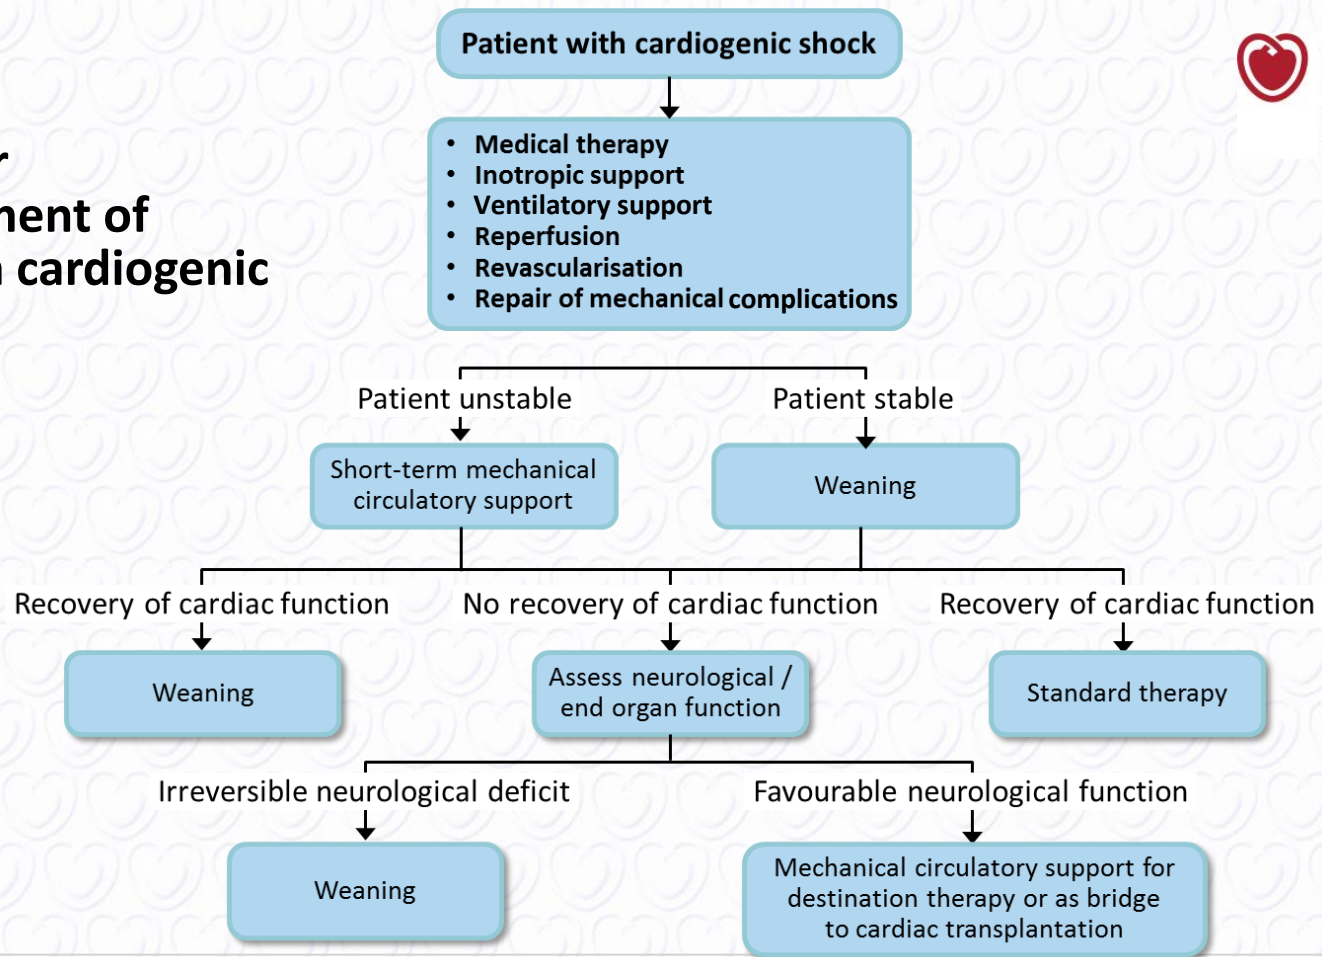 Patient with cardiogenic shock
ment of
cardiogenic
• Medical therapy
• Inotropic support
• Ventilatory support
• Reperfusion
• Revascularisation
• Repair of mechanical complications
Patient unstable
Patient stable
Short-term mechanical
circulatory support
Weaning
Recovery of cardiac function
No recovery of cardiac function
Recovery of cardiac function
Weaning
Assess neurological /
end organ function
Standard therapy
Irreversible neurological deficit
Favourable neurological function
Weaning
Mechanical circulatory support for
destination therapy or as bridge
to cardiac transplantation